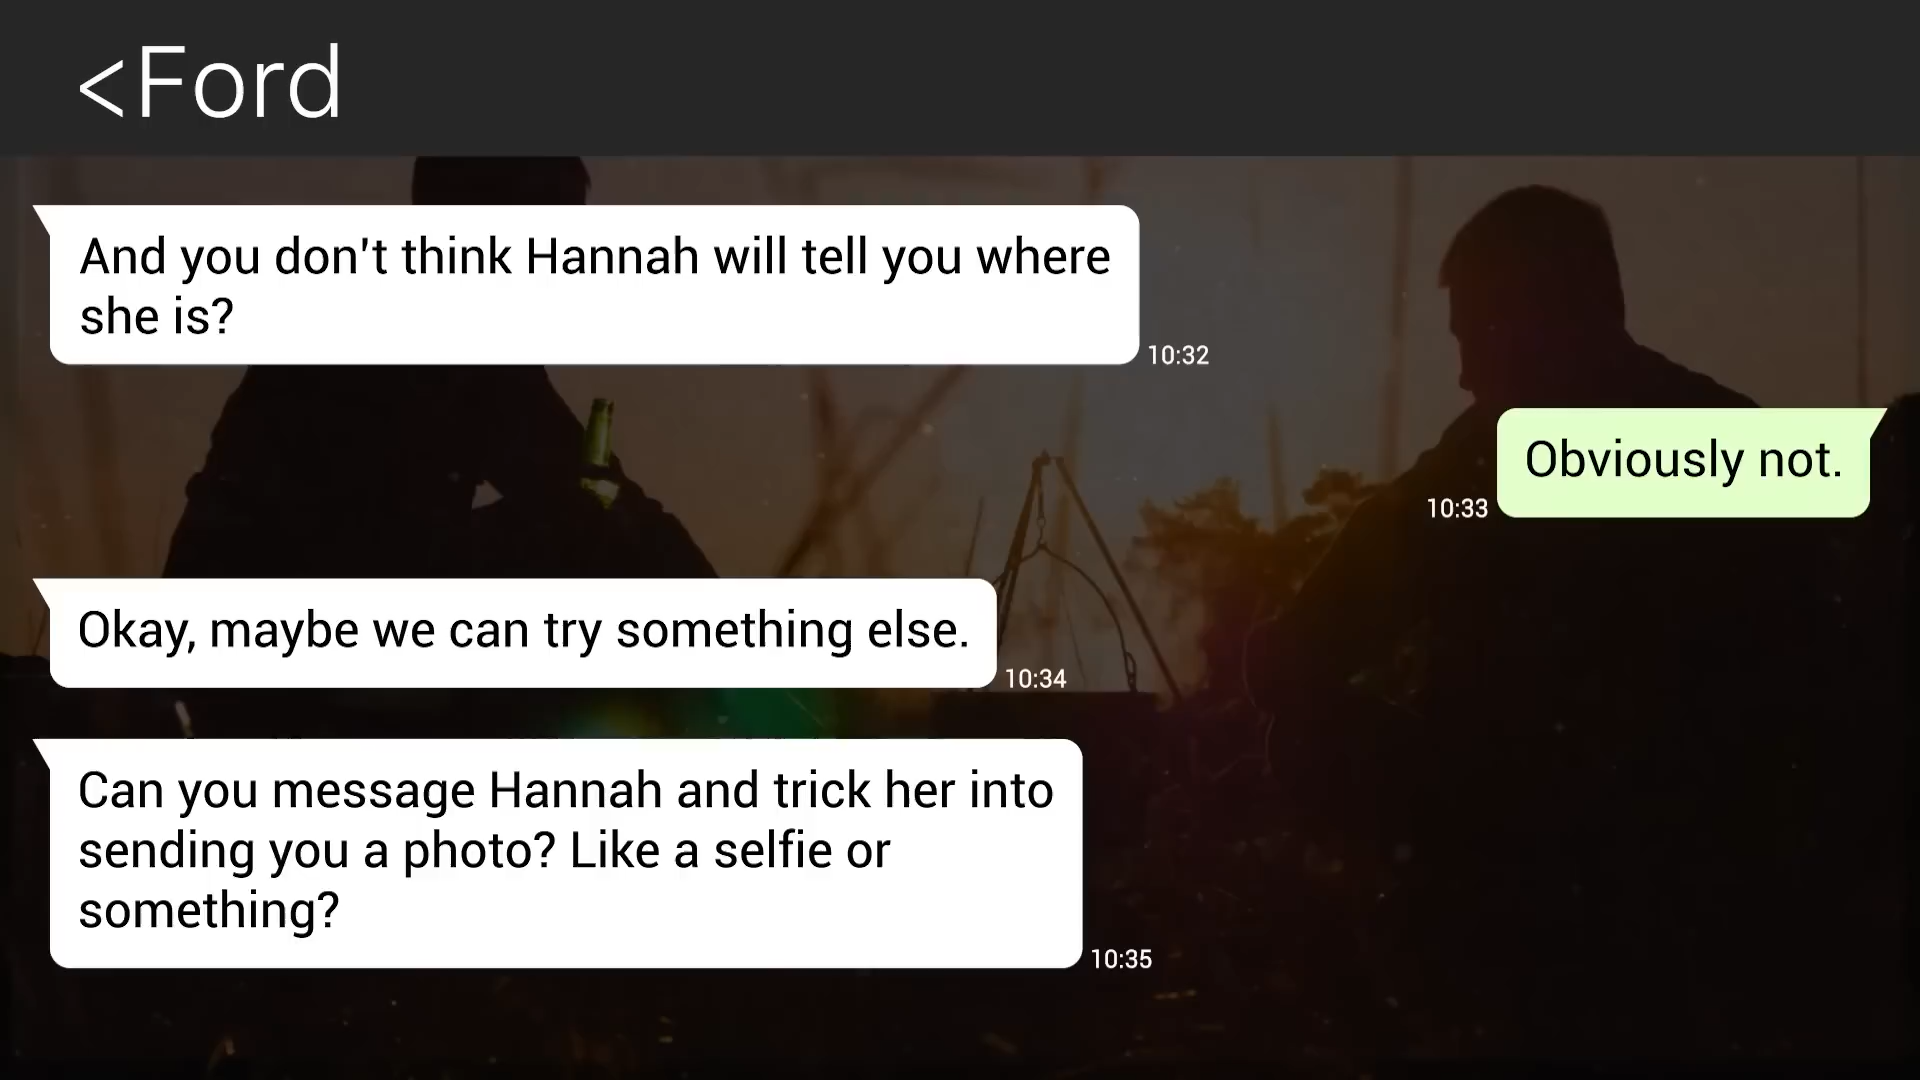 <Ford
And you don't think Hannah will tell you where
she is?
10:32
Obviously not.
10:33
Okay, maybe we can try something else.
10:34
Can you message Hannah and trick her into
sending you a photo? Like a selfie or
something?
10:35